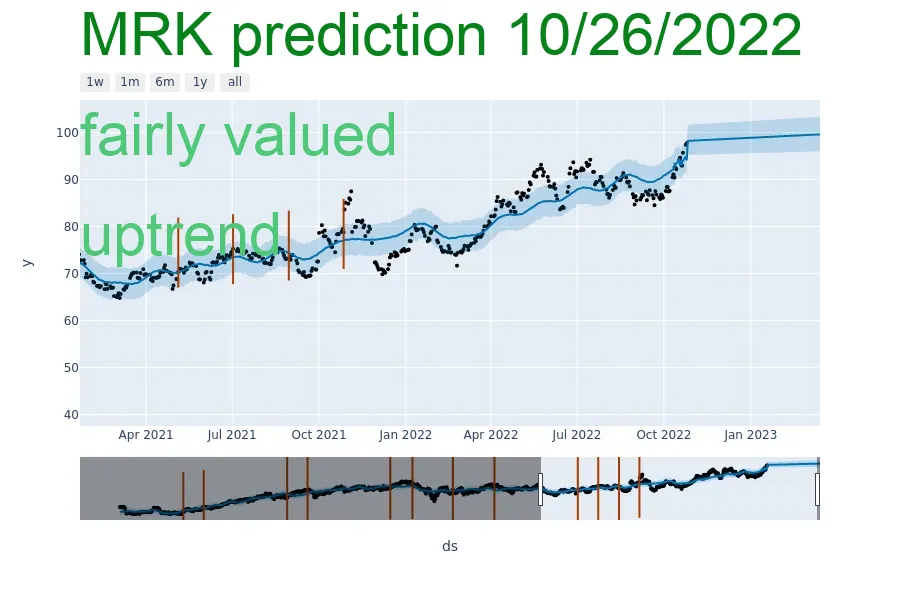 MRK prediction 10/26/2022
1w 1m 6m 1y all
fairly valued
uptrend
100
90
80
70
60
50
40
y
Apr 2021 Jul 2021 Oct 2021 Jan 2022 Apr 2022 Jul 2022 Oct 2022 Jan 2023
ds